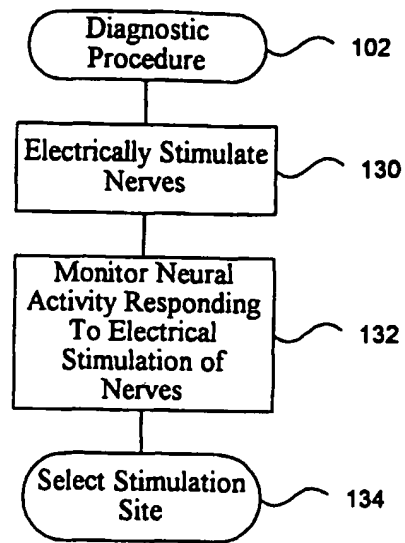 Diagnostic
Procedure
102
Electrically Stimulate
Nerves
130
Monitor Neural
Activity Responding
To Electrical
Stimulation of
Nerves
132
Select Stimulation
Site
134